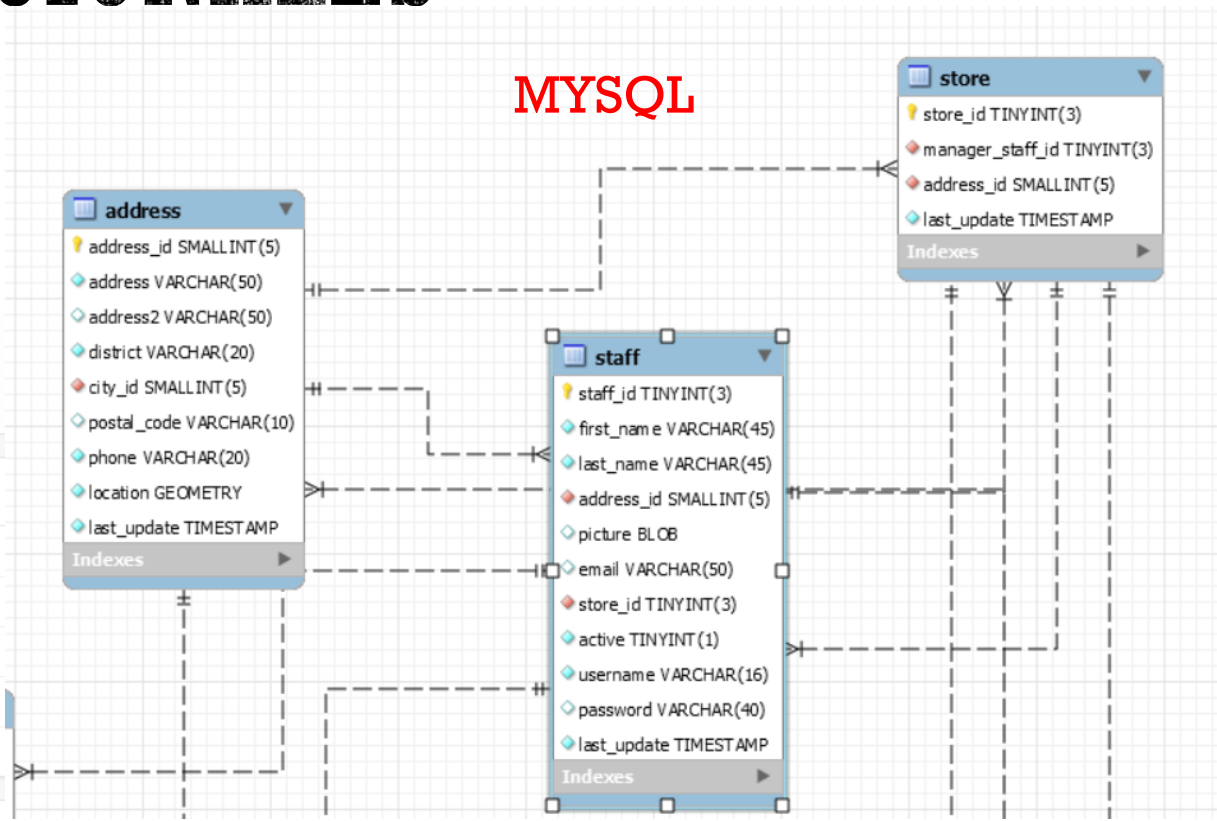 MYSQL
store
store_id TINYINT(3)
manager_staff_id TINYINT(3)
address_id SMALLINT(5)
last_update TIMESTAMP
Indexes
address
address_id SMALLINT(5)
address VARCHAR(50)
address2 VARCHAR(50)
district VARCHAR(20)
city_id SMALLINT(5)
postal_code VARCHAR(10)
phone VARCHAR(20)
location GEOMETRY
last_update TIMESTAMP
Indexes
staff
staff_id TINYINT(3)
first_name VARCHAR(45)
last_name VARCHAR(45)
address_id SMALLINT(5)
picture BLOB
email VARCHAR(50)
store_id TINYINT(3)
active TINYINT(1)
username VARCHAR(16)
password VARCHAR(40)
last_update TIMESTAMP
Indexes